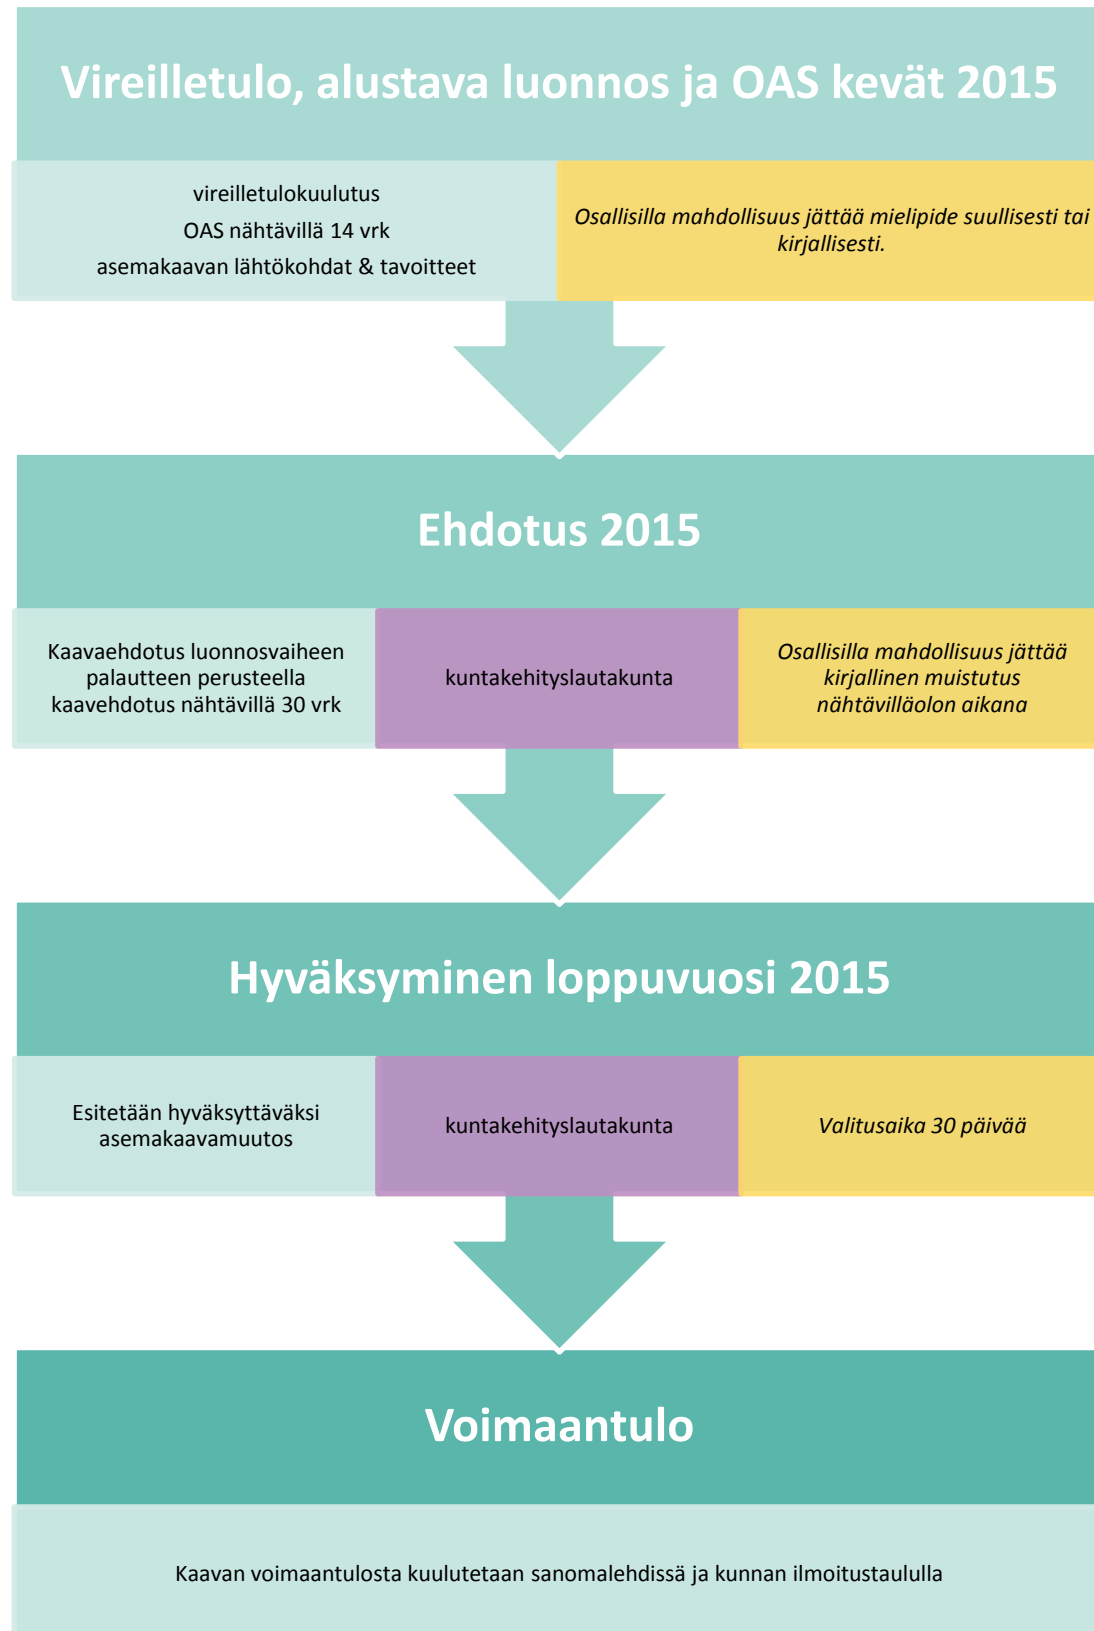 Vireilletulo, alustava luonnos ja OAS kevät 2015
vireilletulokuulutus
OAS nähtävillä 14 vrk
asemakaavan lähtökohdat & tavoitteet
Osallisilla mahdollisuus jättää mielipide suullisesti tai
kirjallisesti.
Ehdotus 2015
Kaavaehdotus luonnosvaiheen
palautteen perusteella
kaavehdotus nähtävillä 30 vrk
kuntakehityslautakunta
Osallisilla mahdollisuus jättää
kirjallinen muistutus
nähtävilläolon aikana
Hyväksyminen loppuvuosi 2015
Esitetään hyväksyttäväksi
asemakaavamuutos
kuntakehityslautakunta
Valitusaika 30 päivää
Voimaantulo
Kaavan voimaantulosta kuulutetaan sanomalehdissä ja kunnan ilmoitustaululla